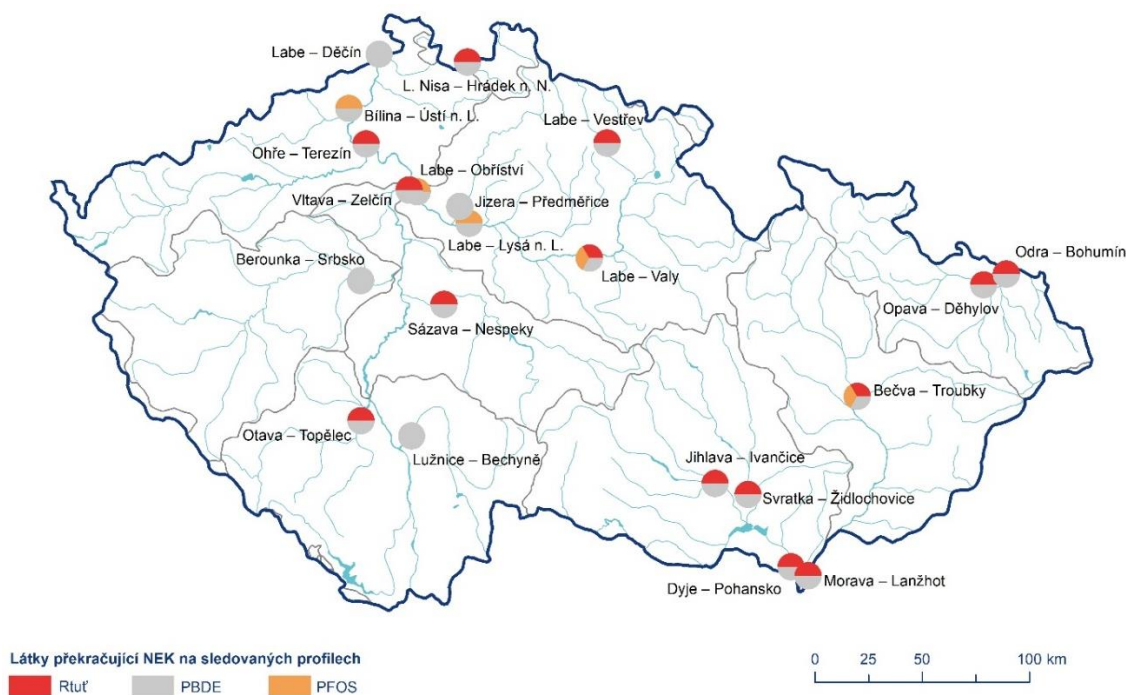 Labe – Děčín
L. Nisa – Hrádek n. N.
Bílina – Ústí n. L.
Labe – Vestřev
Ohře – Terezín
Labe – Obříství
Vltava – Zelčín
Jizera – Předměřice
Labe – Lysá n. L.
Berounka – Srbsko
Labe – Valy
Odra – Bohumín
Opava – Děhylov
Sázava – Nespeky
Bečva – Troubky
Otava – Topělec
Lužnice – Bechyně
Jihlava – Ivančice
Svratka – Židlochovice
Dyje – Pohansko
Morava – Lanžhot
Látky překračující NEK na sledovaných profilech
Rtuť PBDE PFOS
0 25 50 100 km